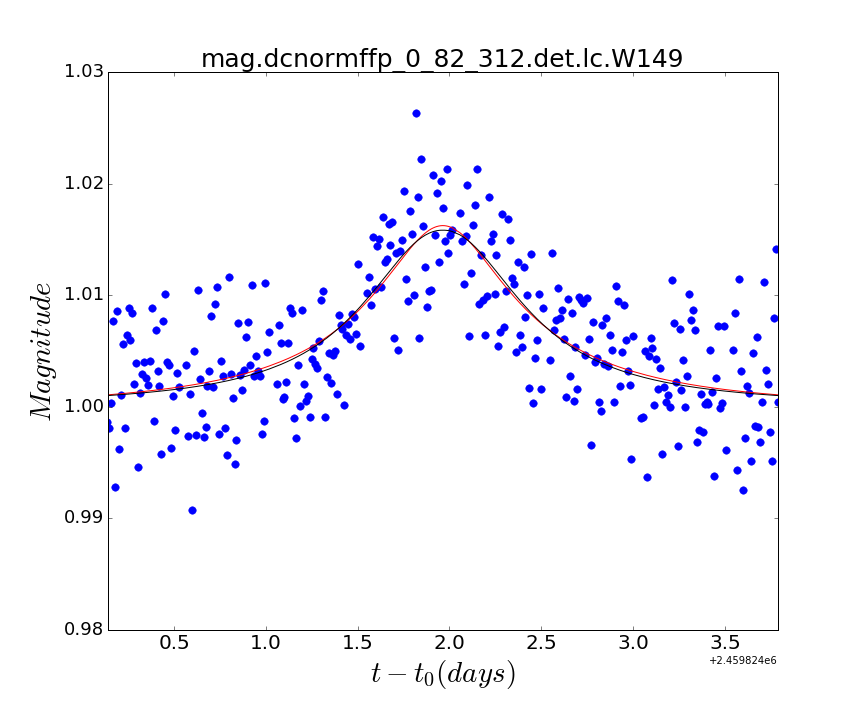 mag.dcnormffp_0_82_312.det.lc.W149
1.03
1.02
1.01
1.00
0.99
0.98
Magnitude
0.5 1.0 1.5 2.0 2.5 3.0 3.5
+2.459824e6
t − t₀(days)